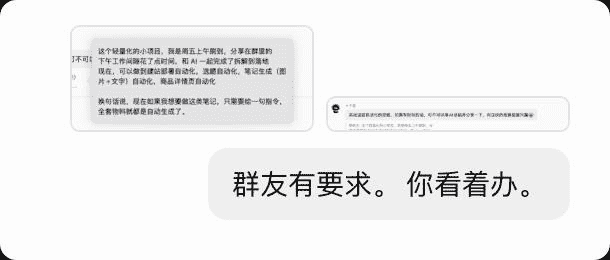 这个轻量化的小项目，我是周五上午刷到，分享在群里的
下午工作间隙花了点时间，和 AI 一起完成了拆解到落地
现在，可以做到建站部署自动化，选题自动化，笔记生成（图
片 + 文字）自动化，商品详情页自动化
换句话说，现在如果我想要做这类笔记，只需要给一句指令，
全套物料就都是自动生成了。
群友有要求。 你看着办。